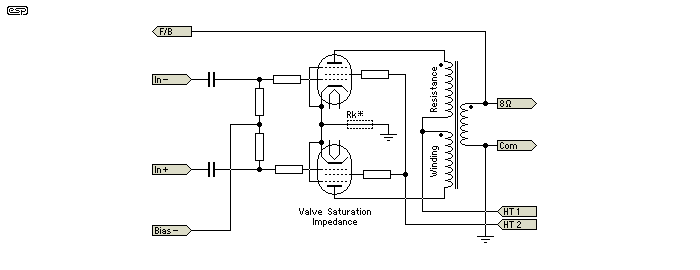 esp
F/B
In-
Rk*
Resistance
8Ω
Winding
Com
In+
Valve Saturation
Impedance
HT 1
HT 2
Bias-